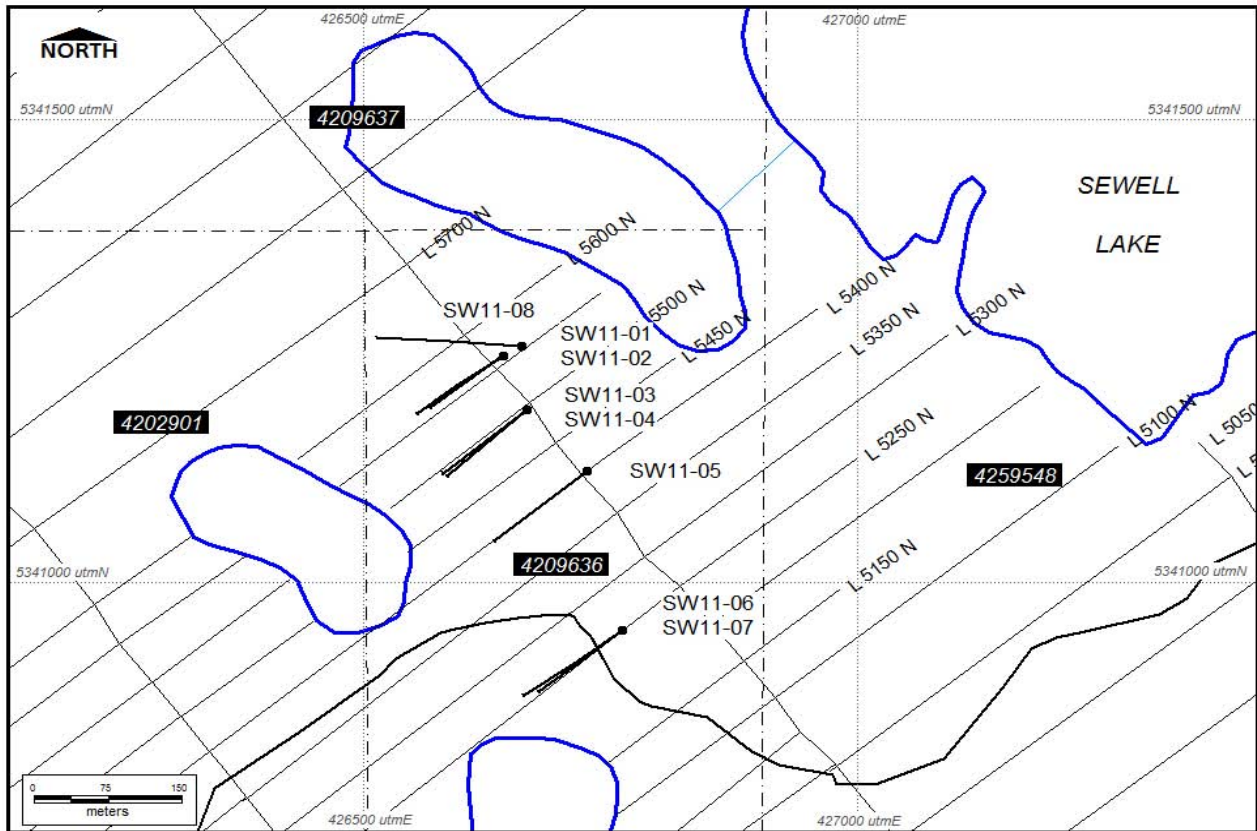 426500 utmE
427000 utmE
NORTH
5341500 utmN
5341500 utmN
4209637
SEWELL
LAKE
L 5700 N
L 5600 N
5500 N
L 5450 N
L 5400 N
L 5350 N
L 5300 N
SW11-08
SW11-01
SW11-02
SW11-03
SW11-04
4202901
SW11-05
L 5250 N
L 5100 N
L 5050
4259548
4209636
5341000 utmN
5341000 utmN
L 5150 N
SW11-06
SW11-07
0 75 150
meters
426500 utmE
427000 utmE